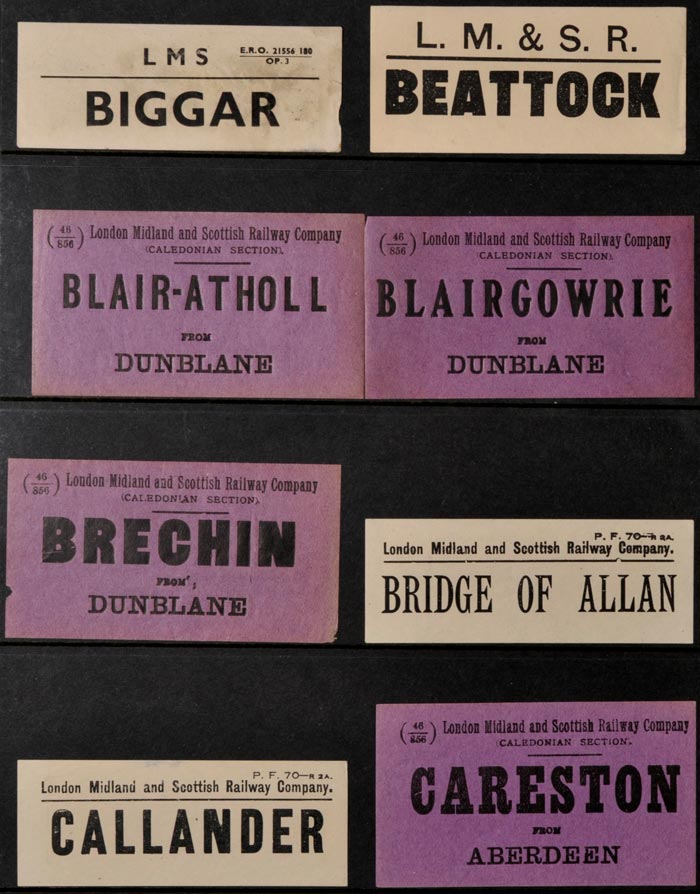 L M S
E.R.O. 21556 180
OP. 3
BIGGAR
L. M. & S. R.
BEATTOCK
(46/856) London Midland and Scottish Railway Company
(CALEDONIAN SECTION).
BLAIR-ATHOLL
FROM
DUNBLANE
(46/856) London Midland and Scottish Railway Company
(CALEDONIAN SECTION).
BLAIRGOWRIE
FROM
DUNBLANE
(46/856) London Midland and Scottish Railway Company
(CALEDONIAN SECTION).
BRECHIN
FROM
DUNBLANE
P. F. 70—R 2A.
London Midland and Scottish Railway Company.
BRIDGE OF ALLAN
P. F. 70—R 2A.
London Midland and Scottish Railway Company.
CALLANDER
(46/856) London Midland and Scottish Railway Company
(CALEDONIAN SECTION).
CARESTON
FROM
ABERDEEN